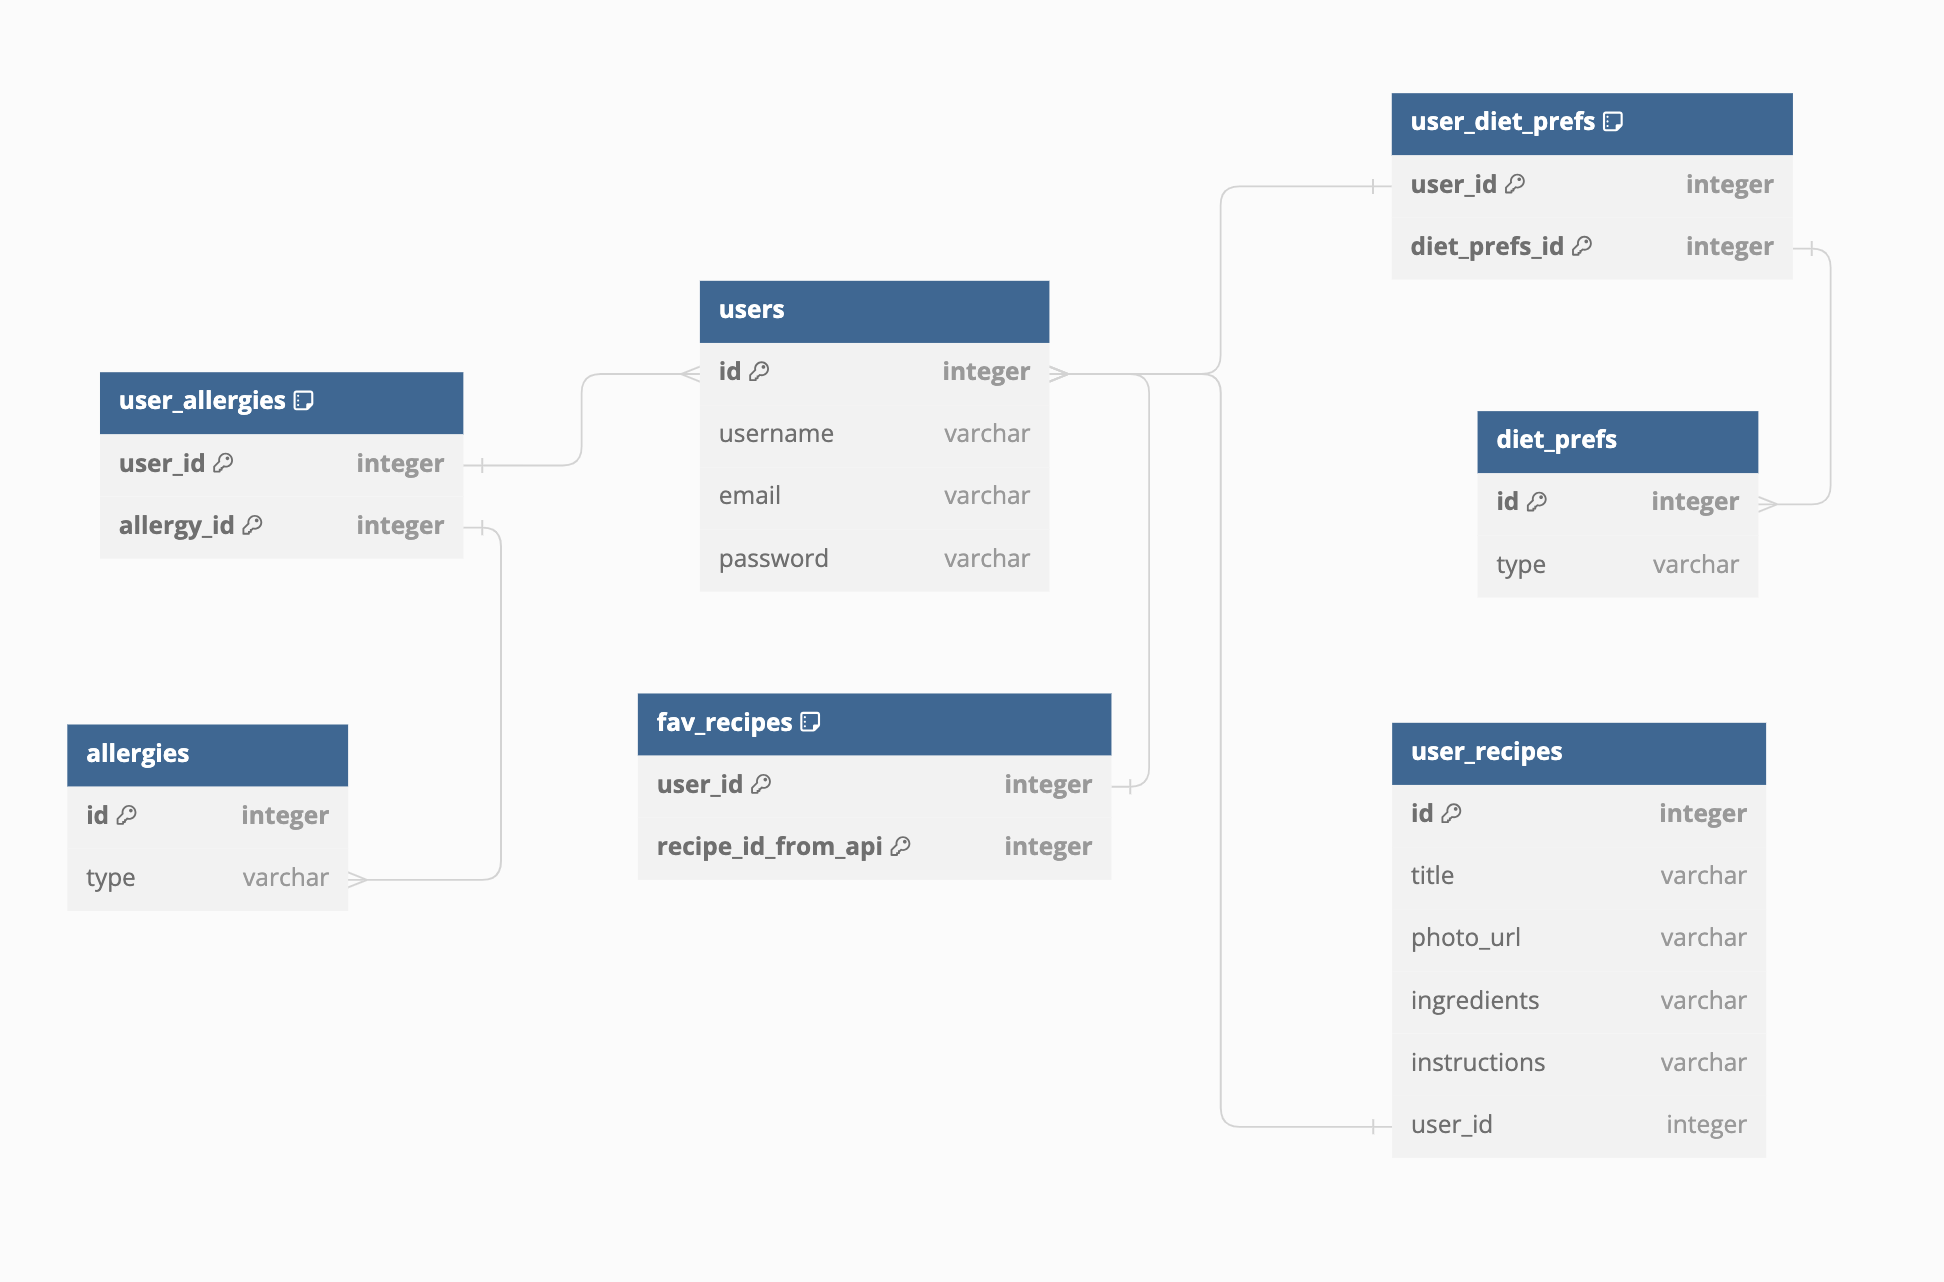 user_diet_prefs
user_id integer
diet_prefs_id integer
users
id integer
username varchar
email varchar
password varchar
user_allergies
user_id integer
allergy_id integer
diet_prefs
id integer
type varchar
fav_recipes
user_id integer
recipe_id_from_api integer
allergies
id integer
type varchar
user_recipes
id integer
title varchar
photo_url varchar
ingredients varchar
instructions varchar
user_id integer